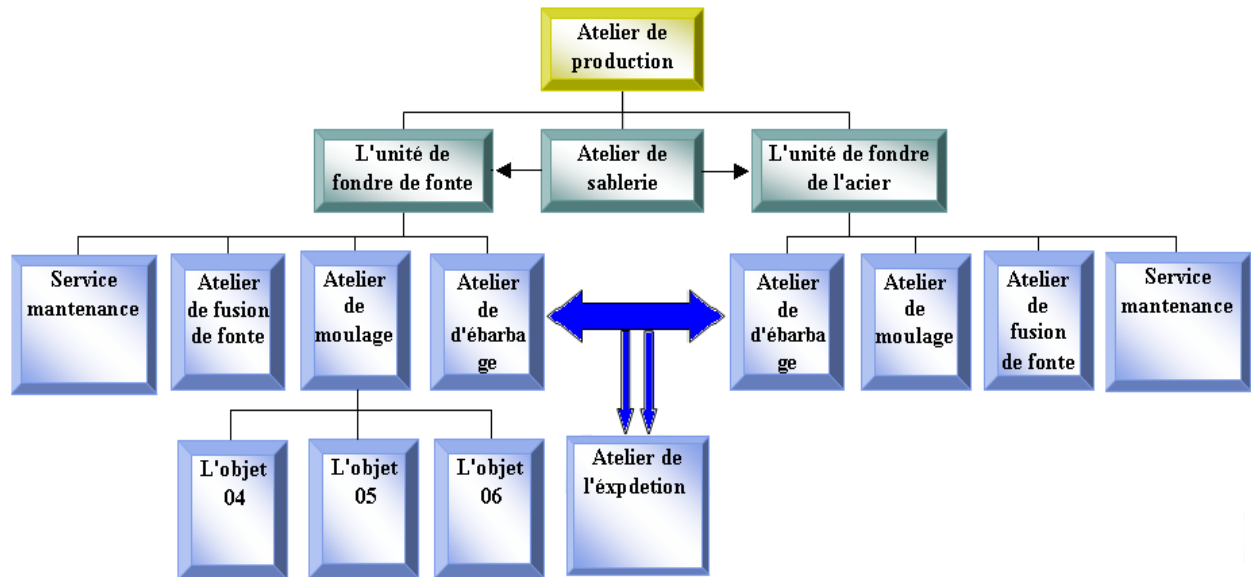 Atelier de
production
L'unité de
fondre de fonte
Atelier de
sablerie
L'unité de fondre
de l'acier
Service
mantenance
Atelier
de fusion
de fonte
Atelier
de
moulage
Atelier
de
d'ébarba
ge
Atelier
de
d'ébarba
ge
Atelier
de
moulage
Atelier
de
fusion
de fonte
Service
mantenance
L'objet
04
L'objet
05
L'objet
06
Atelier de
l'éxpdetion